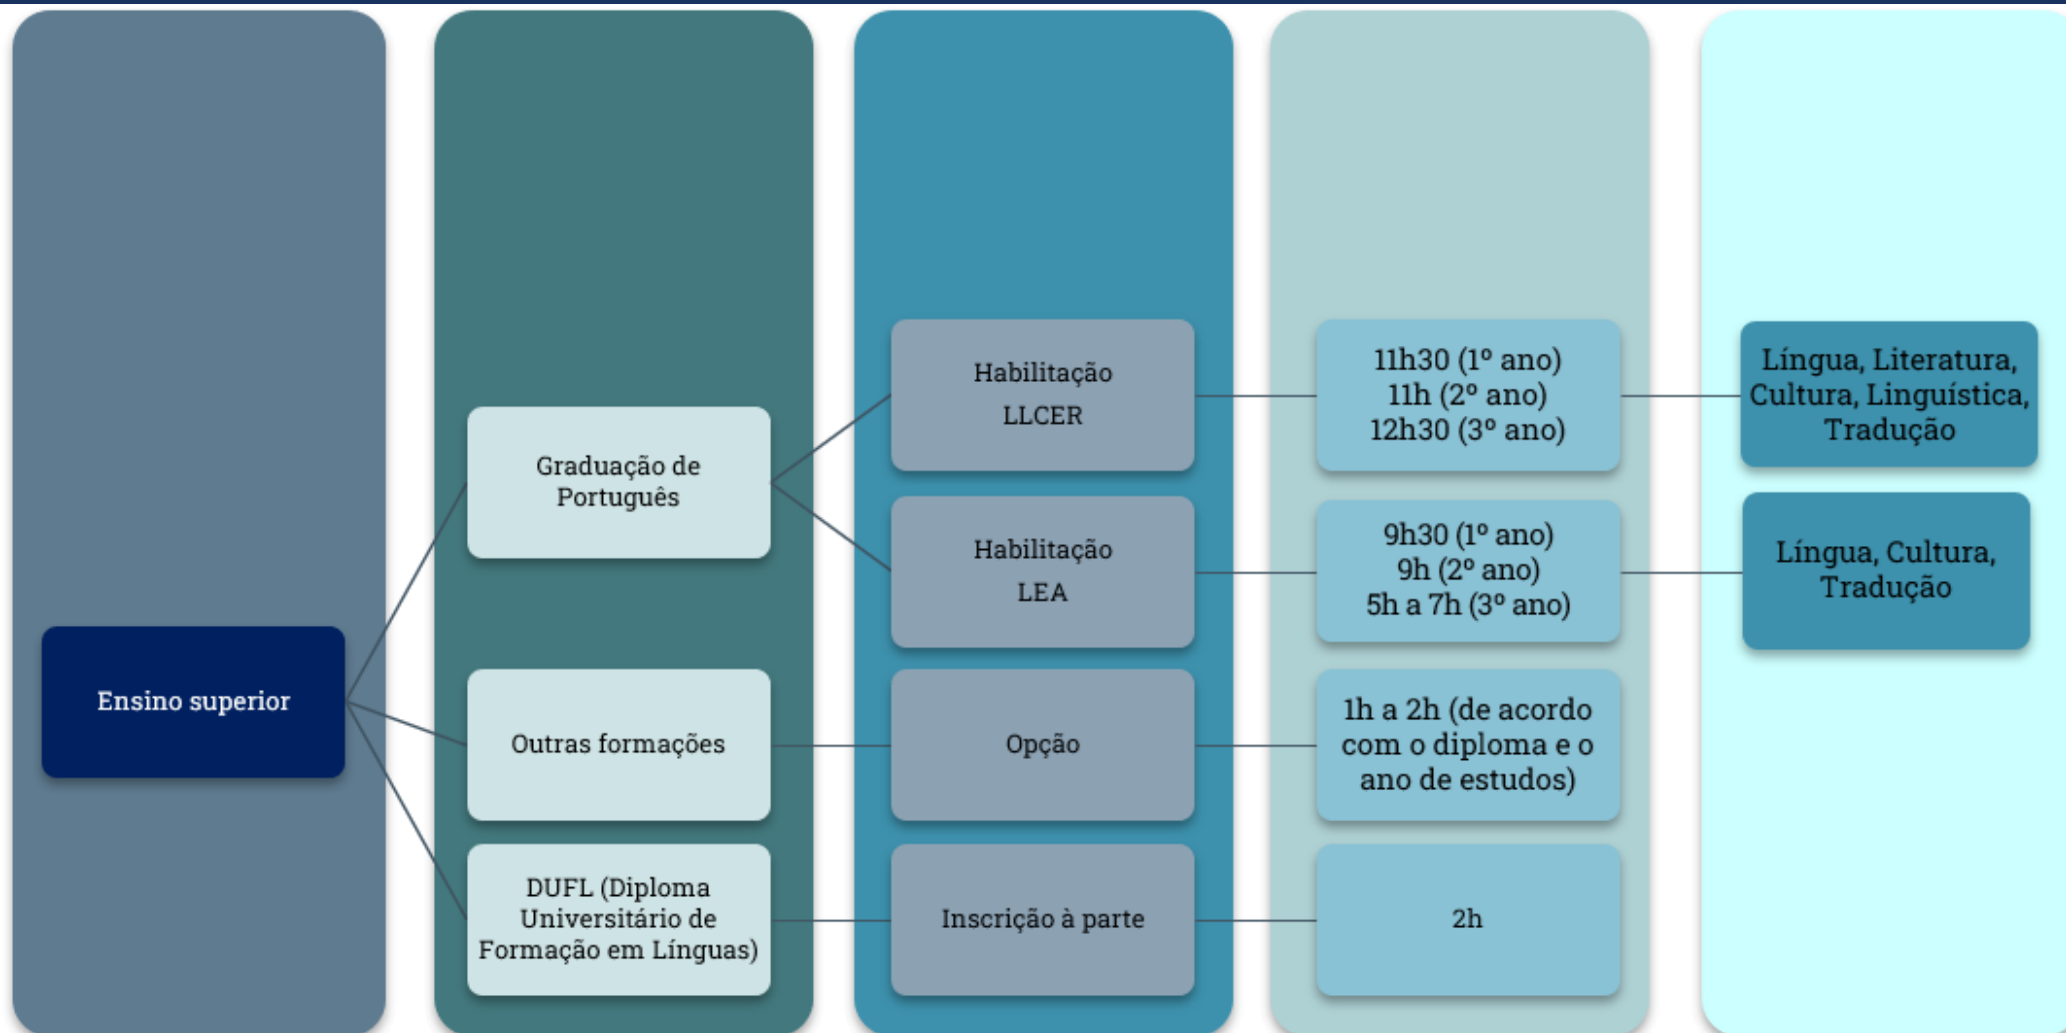 Ensino superior
Graduação de
Português
Outras formações
DUFL (Diploma
Universitário de
Formação em Línguas)
Habilitação
LLCER
Habilitação
LEA
Opção
Inscrição à parte
11h30 (1º ano)
11h (2º ano)
12h30 (3º ano)
9h30 (1º ano)
9h (2º ano)
5h a 7h (3º ano)
1h a 2h (de acordo
com o diploma e o
ano de estudos)
2h
Língua, Literatura,
Cultura, Linguística,
Tradução
Língua, Cultura,
Tradução